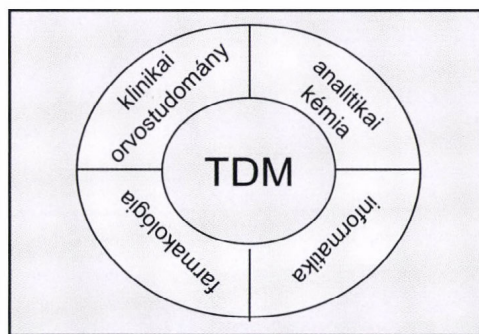 klinikai
orvostudomány
analitikai
kémia
TDM
farmakológia
informatika